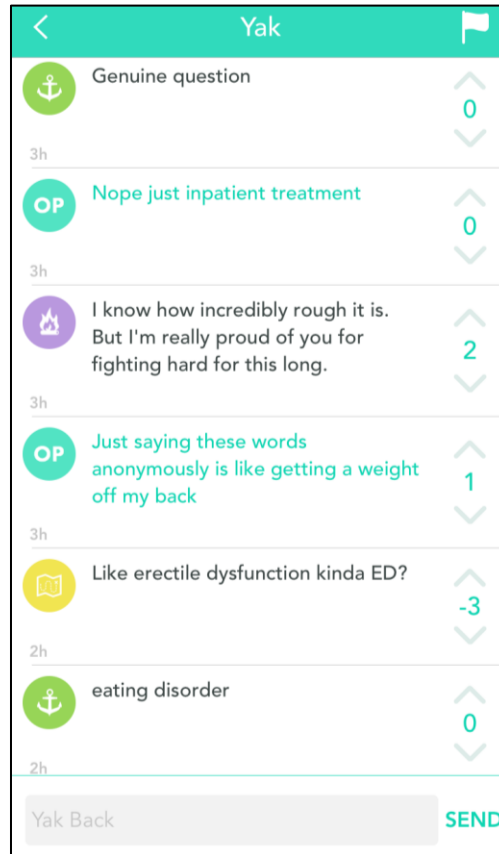 Yak
Genuine question
0
3h
OP
Nope just inpatient treatment
0
3h
I know how incredibly rough it is.
But I'm really proud of you for
fighting hard for this long.
2
3h
OP
Just saying these words
anonymously is like getting a weight
off my back
1
3h
Like erectile dysfunction kinda ED?
-3
2h
eating disorder
0
2h
Yak Back
SEND